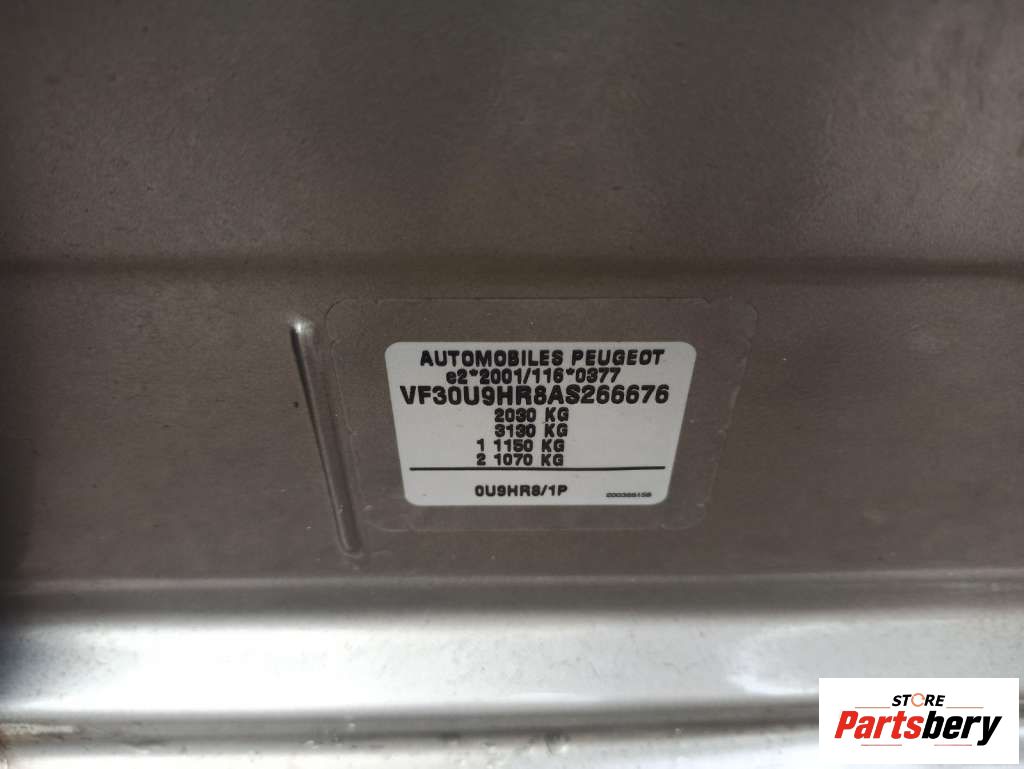 AUTOMOBILES PEUGEOT
e2*2001/116*0377
VF30U9HR8AS266676
2030 KG
3130 KG
1 1150 KG
2 1070 KG
0U9HR8/1P
STORE
Partsbery